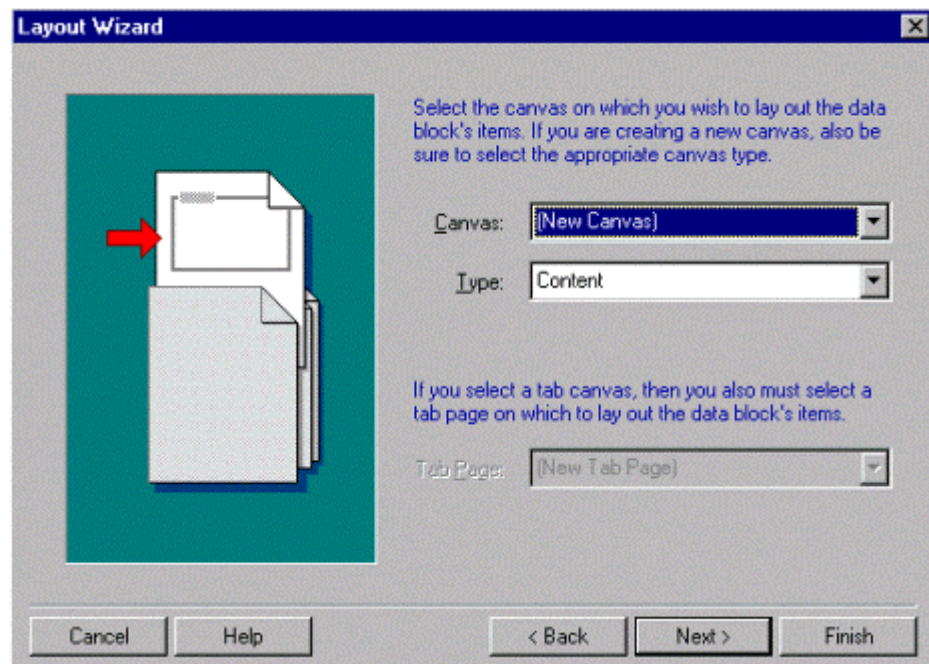 Layout Wizard
Select the canvas on which you wish to lay out the data
block's items. If you are creating a new canvas, also be
sure to select the appropriate canvas type.
Canvas: (New Canvas)
Type: Content
If you select a tab canvas, then you also must select a
tab page on which to lay out the data block's items.
Tab Page: (New Tab Page)
Cancel Help < Back Next > Finish